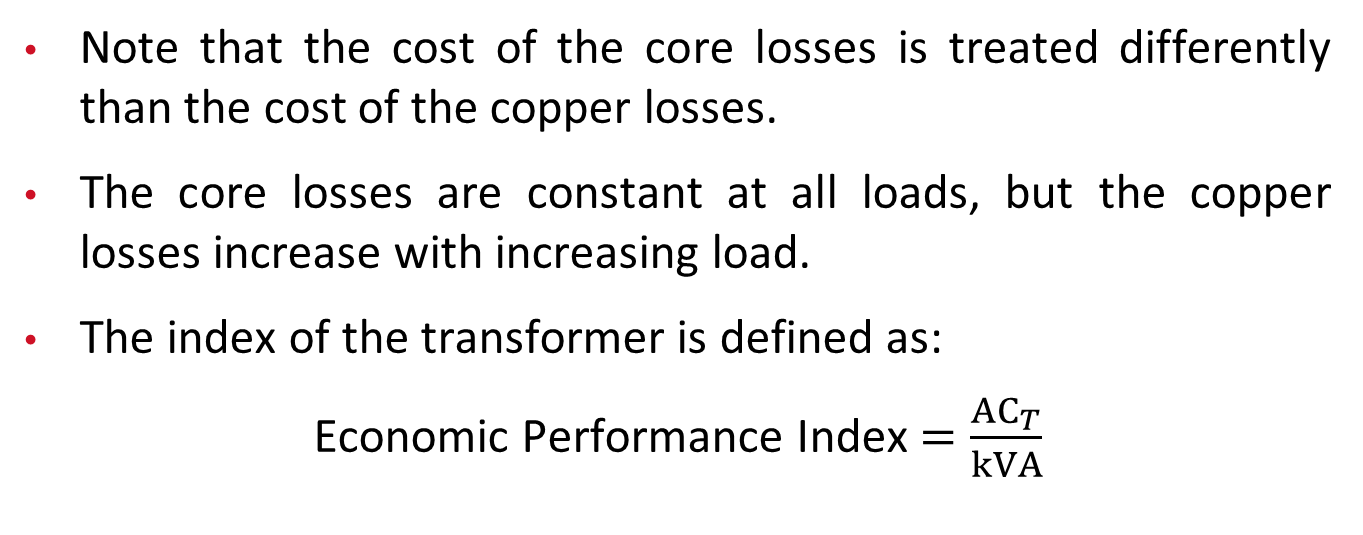 • Note that the cost of the core losses is treated differently
than the cost of the copper losses.
• The core losses are constant at all loads, but the copper
losses increase with increasing load.
• The index of the transformer is defined as:
Economic Performance Index = AC_T / kVA